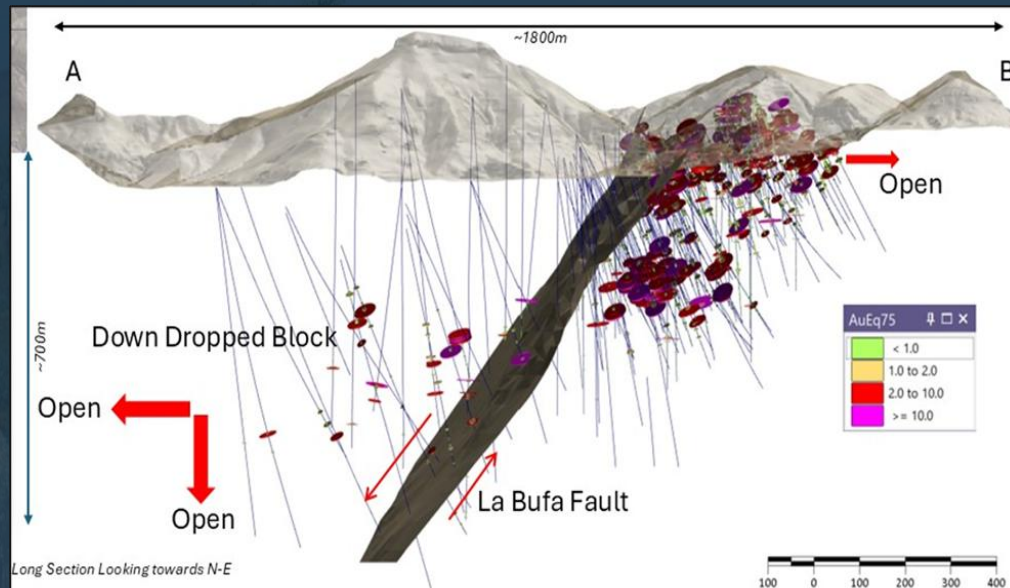 ~1800m
A
B
Open
~700m
Down Dropped Block
AuEq75
< 1.0
1.0 to 2.0
2.0 to 10.0
>= 10.0
Open
La Bufa Fault
Open
Long Section Looking towards N-E
100 0 100 200 300 400